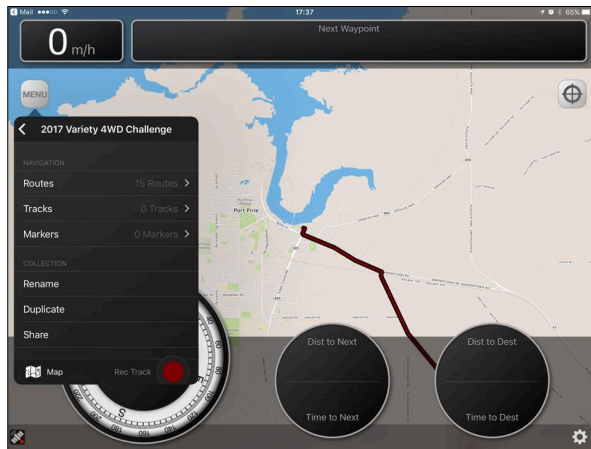 Mail
17:37
65%
0 m/h
Next Waypoint
MENU
2017 Variety 4WD Challenge
NAVIGATION
Routes 15 Routes
Tracks 0 Tracks
Markers 0 Markers
COLLECTION
Rename
Duplicate
Share
Map Rec Track
Port Pirie
Dist to Next
Time to Next
Dist to Dest
Time to Dest
S